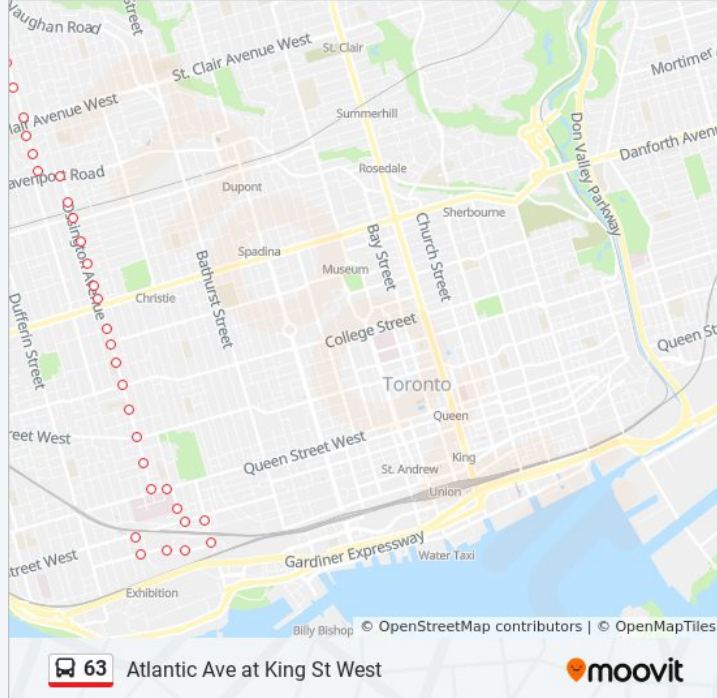 Vaughan Road
Street
St. Clair Avenue West
St. Clair
Mortimer
lair Avenue West
Summerhill
Don Valley Parkway
Danforth Avenu
avenport Road
Rosedale
Dupont
Sherbourne
Ossington Avenue
Bay Street
Church Street
Spadina
Bathurst Street
Museum
Dufferin Street
Christie
College Street
Queen St
Toronto
Queen
reet West
Queen Street West
King
St. Andrew
Union
treet West
Gardiner Expressway
Water Taxi
Exhibition
Billy Bishop
© OpenStreetMap contributors | © OpenMapTiles
63 Atlantic Ave at King St West
moovit